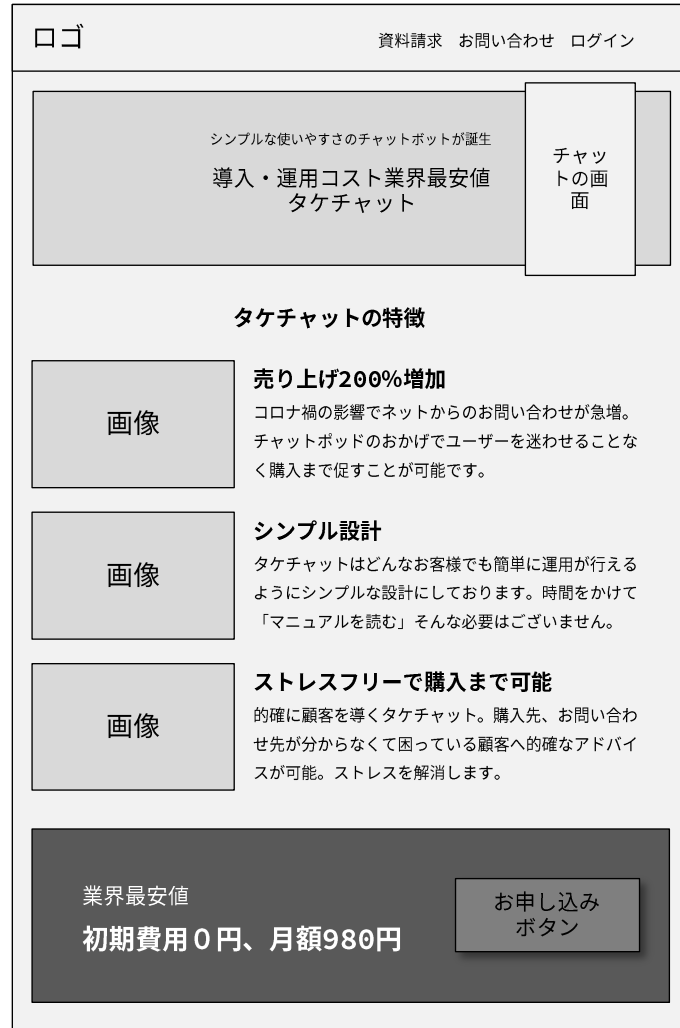 ロゴ
資料請求 お問い合わせ ログイン
シンプルな使いやすさのチャットボットが誕生
導入・運用コスト業界最安値
タケチャット
チャッ
トの画
面
タケチャットの特徴
画像
売り上げ200%増加
コロナ禍の影響でネットからのお問い合わせが急増。
チャットポッドのおかげでユーザーを迷わせることな
く購入まで促すことが可能です。
画像
シンプル設計
タケチャットはどんなお客様でも簡単に運用が行える
ようにシンプルな設計にしております。時間をかけて
「マニュアルを読む」そんな必要はございません。
画像
ストレスフリーで購入まで可能
的確に顧客を導くタケチャット。購入先、お問い合わ
せ先が分からなくて困っている顧客へ的確なアドバイ
スが可能。ストレスを解消します。
業界最安値
初期費用０円、月額980円
お申し込み
ボタン